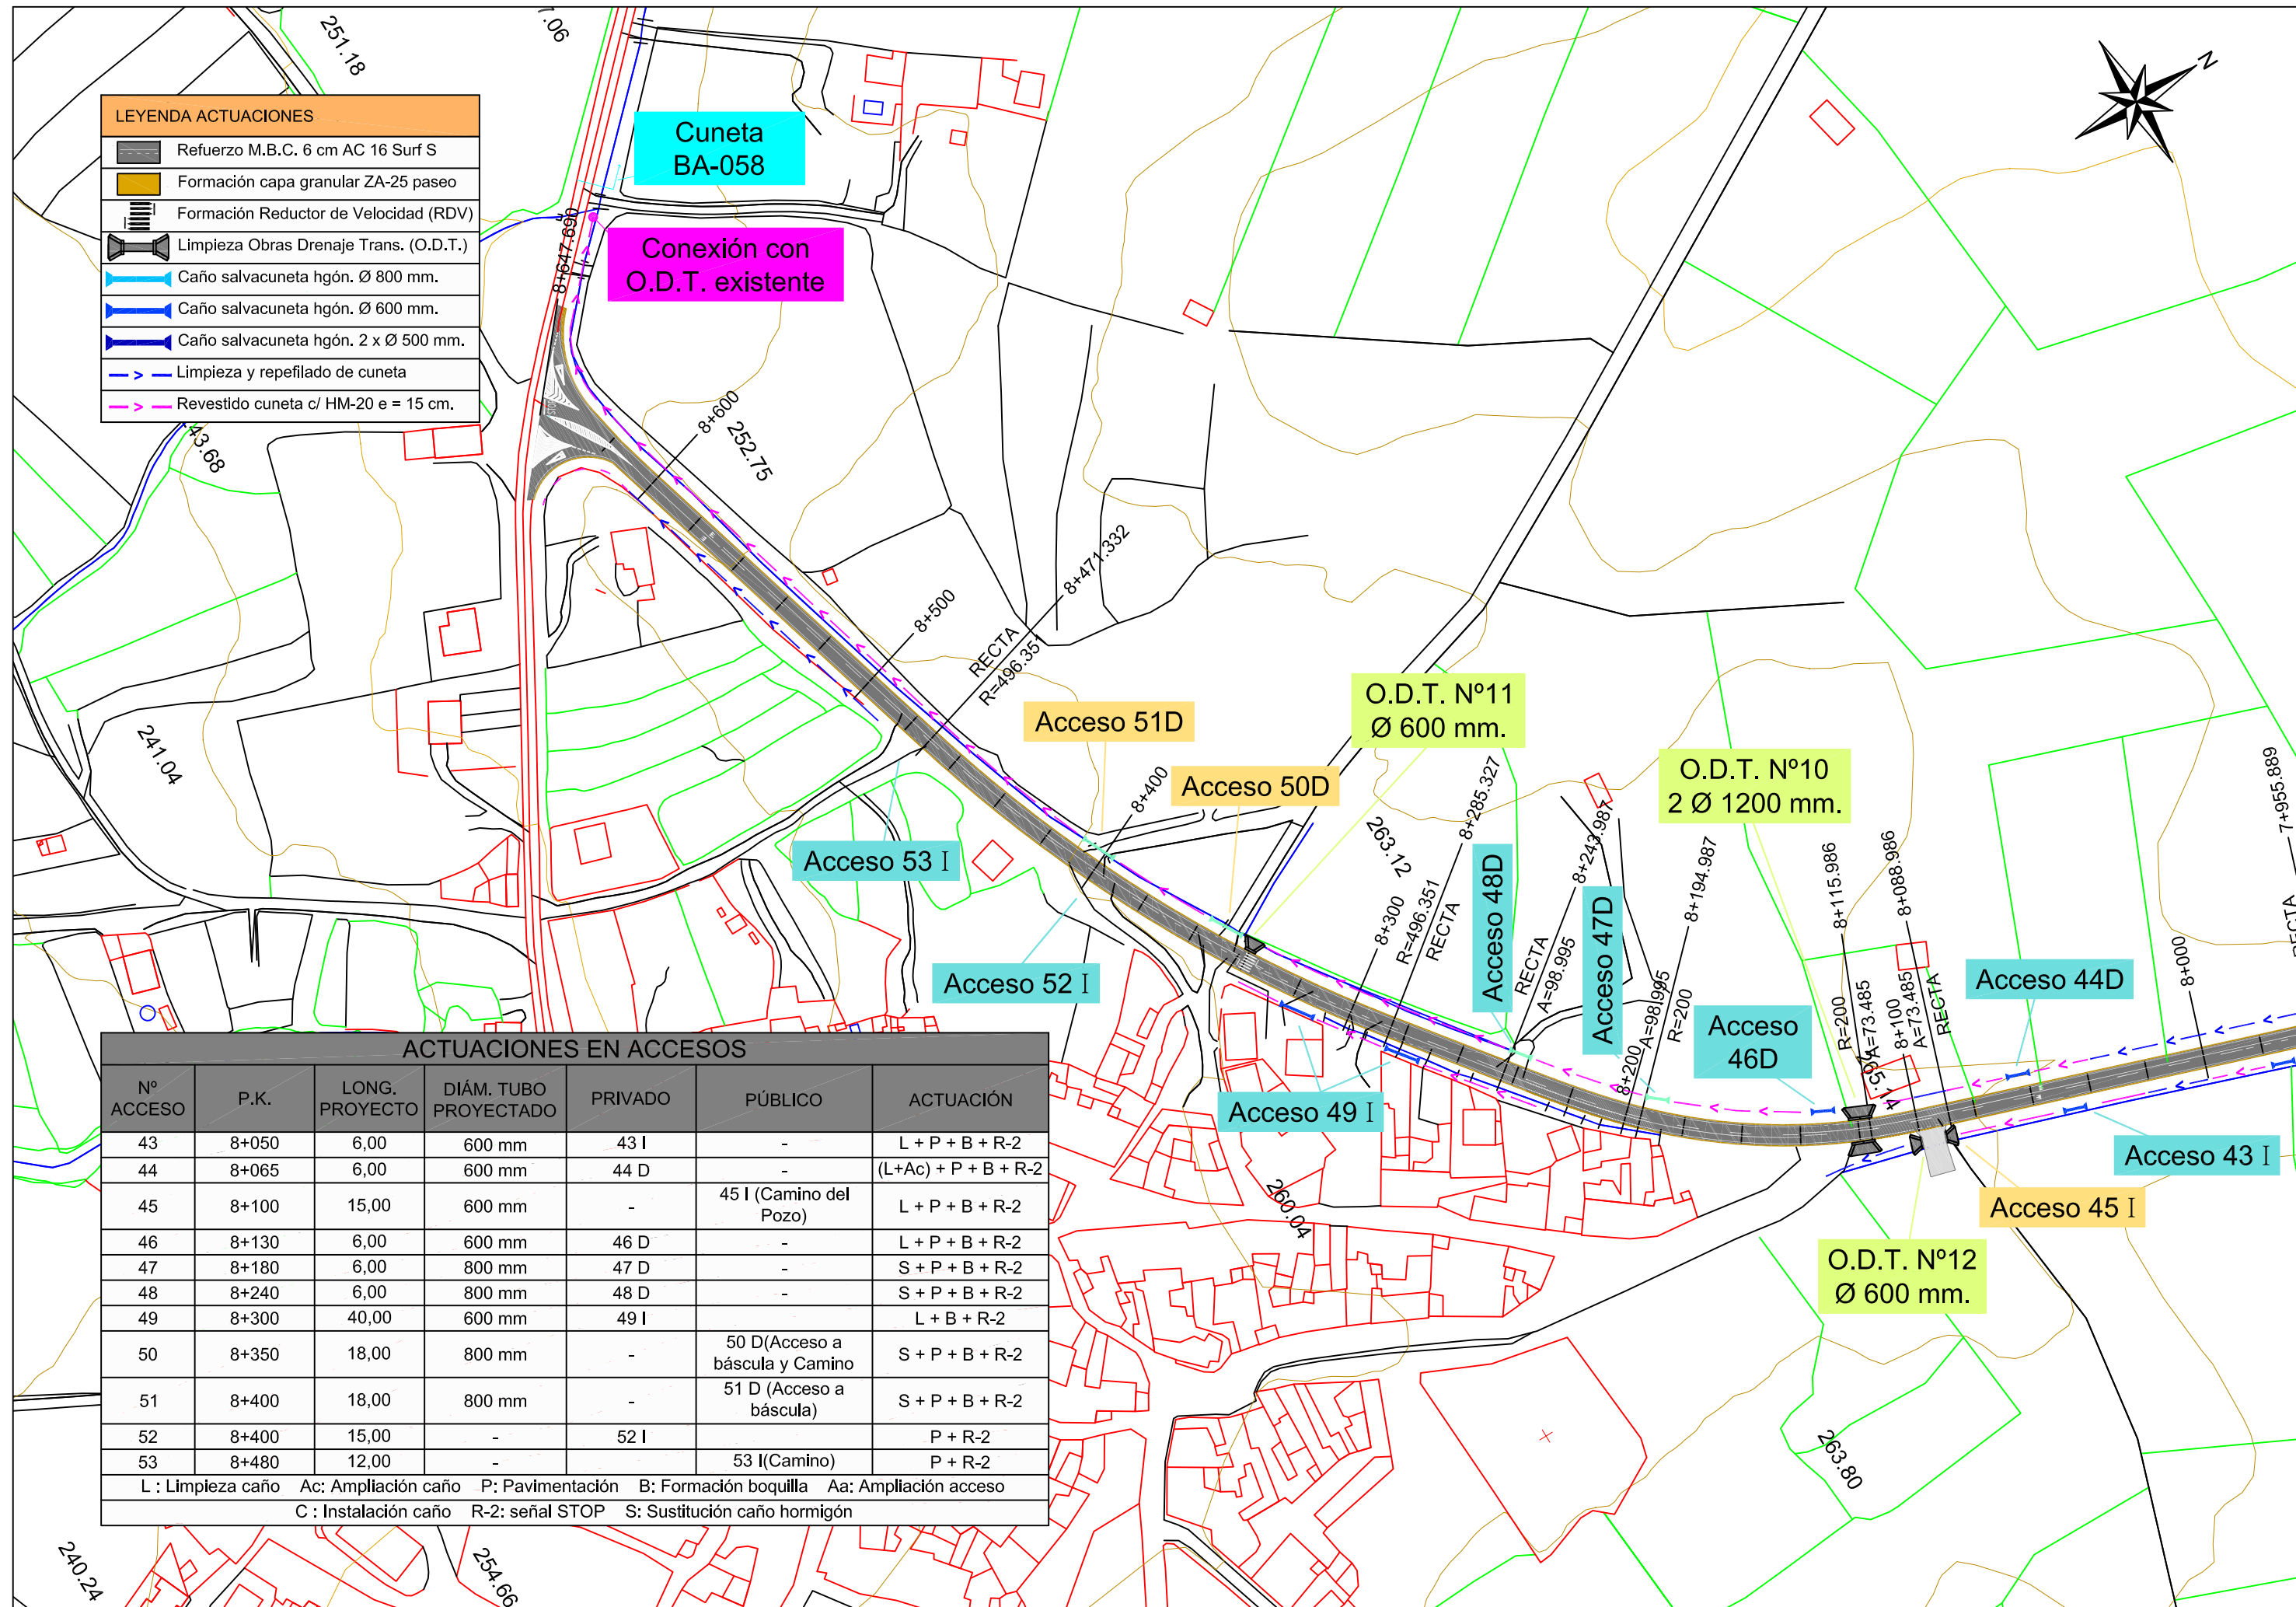 251.18
7.06
N
LEYENDA ACTUACIONES
Refuerzo M.B.C. 6 cm AC 16 Surf S
Formación capa granular ZA-25 paseo
Formación Reductor de Velocidad (RDV)
Limpieza Obras Drenaje Trans. (O.D.T.)
Caño salvacuneta hgón. Ø 800 mm.
Caño salvacuneta hgón. Ø 600 mm.
Caño salvacuneta hgón. 2 x Ø 500 mm.
Limpieza y repefilado de cuneta
Revestido cuneta c/ HM-20 e = 15 cm.
Cuneta
BA-058
Conexión con
O.D.T. existente
8+647.690
STOP
43.68
8+600
252.75
8+500
RECTA
8+471.332
R=496.351
241.04
Acceso 51D
8+400
Acceso 50D
O.D.T. Nº11
Ø 600 mm.
Acceso 53 I
Acceso 52 I
263.12
8+300
R=496.351
8+285.327
RECTA
Acceso 48D
RECTA
8+243.987
A=98.995
Acceso 47D
8+200
A=98.995
8+194.987
R=200
O.D.T. Nº10
2 Ø 1200 mm.
Acceso
46D
R=200
8+115.986
A=73.485
265.14
8+100
A=73.485
8+088.986
RECTA
Acceso 44D
8+000
RECTA
7+955.889
Acceso 49 I
Acceso 43 I
Acceso 45 I
O.D.T. Nº12
Ø 600 mm.
260.04
263.80
ACTUACIONES EN ACCESOS
Nº ACCESO P.K. LONG. PROYECTO DIÁM. TUBO PROYECTADO PRIVADO PÚBLICO ACTUACIÓN
43 8+050 6,00 600 mm 43 I - L + P + B + R-2
44 8+065 6,00 600 mm 44 D - (L+Ac) + P + B + R-2
45 8+100 15,00 600 mm - 45 I (Camino del Pozo) L + P + B + R-2
46 8+130 6,00 600 mm 46 D - L + P + B + R-2
47 8+180 6,00 800 mm 47 D - S + P + B + R-2
48 8+240 6,00 800 mm 48 D - S + P + B + R-2
49 8+300 40,00 600 mm 49 I L + B + R-2
50 8+350 18,00 800 mm - 50 D(Acceso a báscula y Camino S + P + B + R-2
51 8+400 18,00 800 mm - 51 D (Acceso a báscula) S + P + B + R-2
52 8+400 15,00 - 52 I P + R-2
53 8+480 12,00 - 53 I(Camino) P + R-2
L : Limpieza caño Ac: Ampliación caño P: Pavimentación B: Formación boquilla Aa: Ampliación acceso
C : Instalación caño R-2: señal STOP S: Sustitución caño hormigón
240.24
254.66